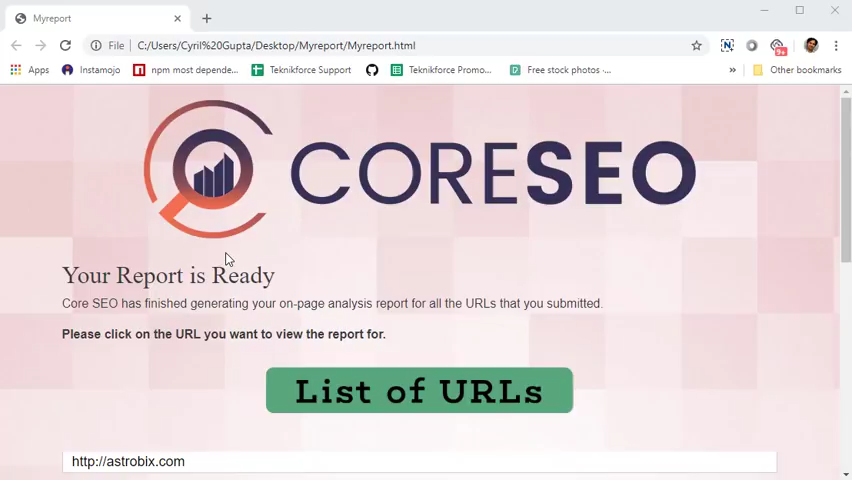 Myreport
File
C:/Users/Cyril%20Gupta/Desktop/Myreport/Myreport.html
9+
Apps
Instamojo
npm most depende...
Teknikforce Support
Teknikforce Promo...
Free stock photos ·...
»
Other bookmarks
CORESEO
Your Report is Ready
Core SEO has finished generating your on-page analysis report for all the URLs that you submitted.
Please click on the URL you want to view the report for.
List of URLs
http://astrobix.com